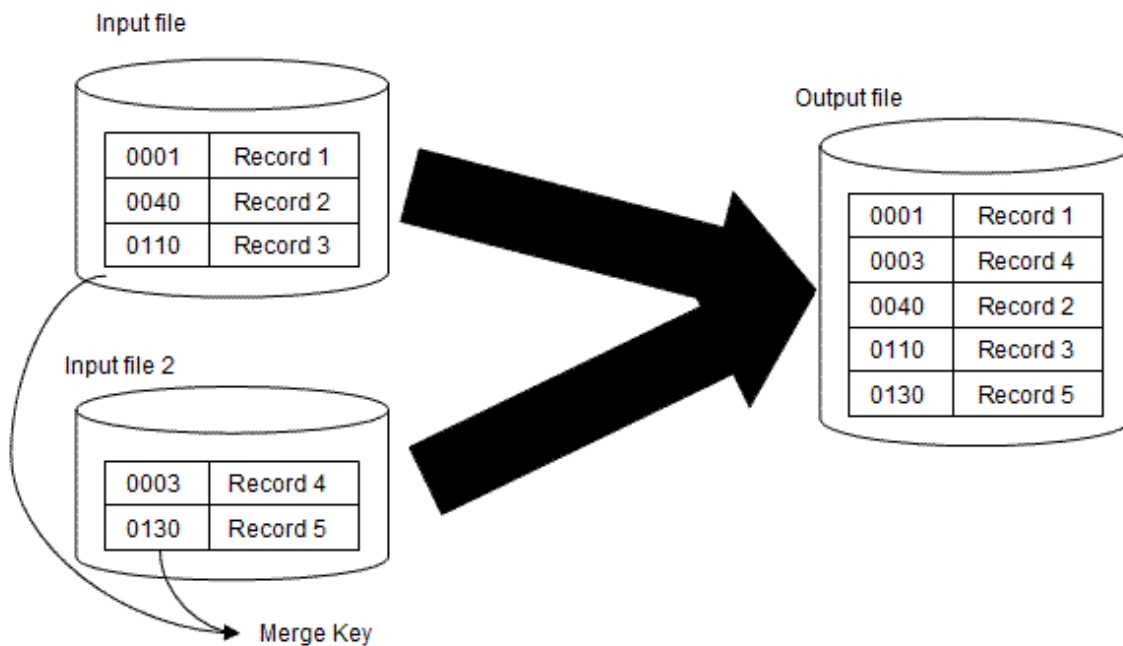 Input file
0001 Record 1
0040 Record 2
0110 Record 3
Input file 2
0003 Record 4
0130 Record 5
Merge Key
Output file
0001 Record 1
0003 Record 4
0040 Record 2
0110 Record 3
0130 Record 5